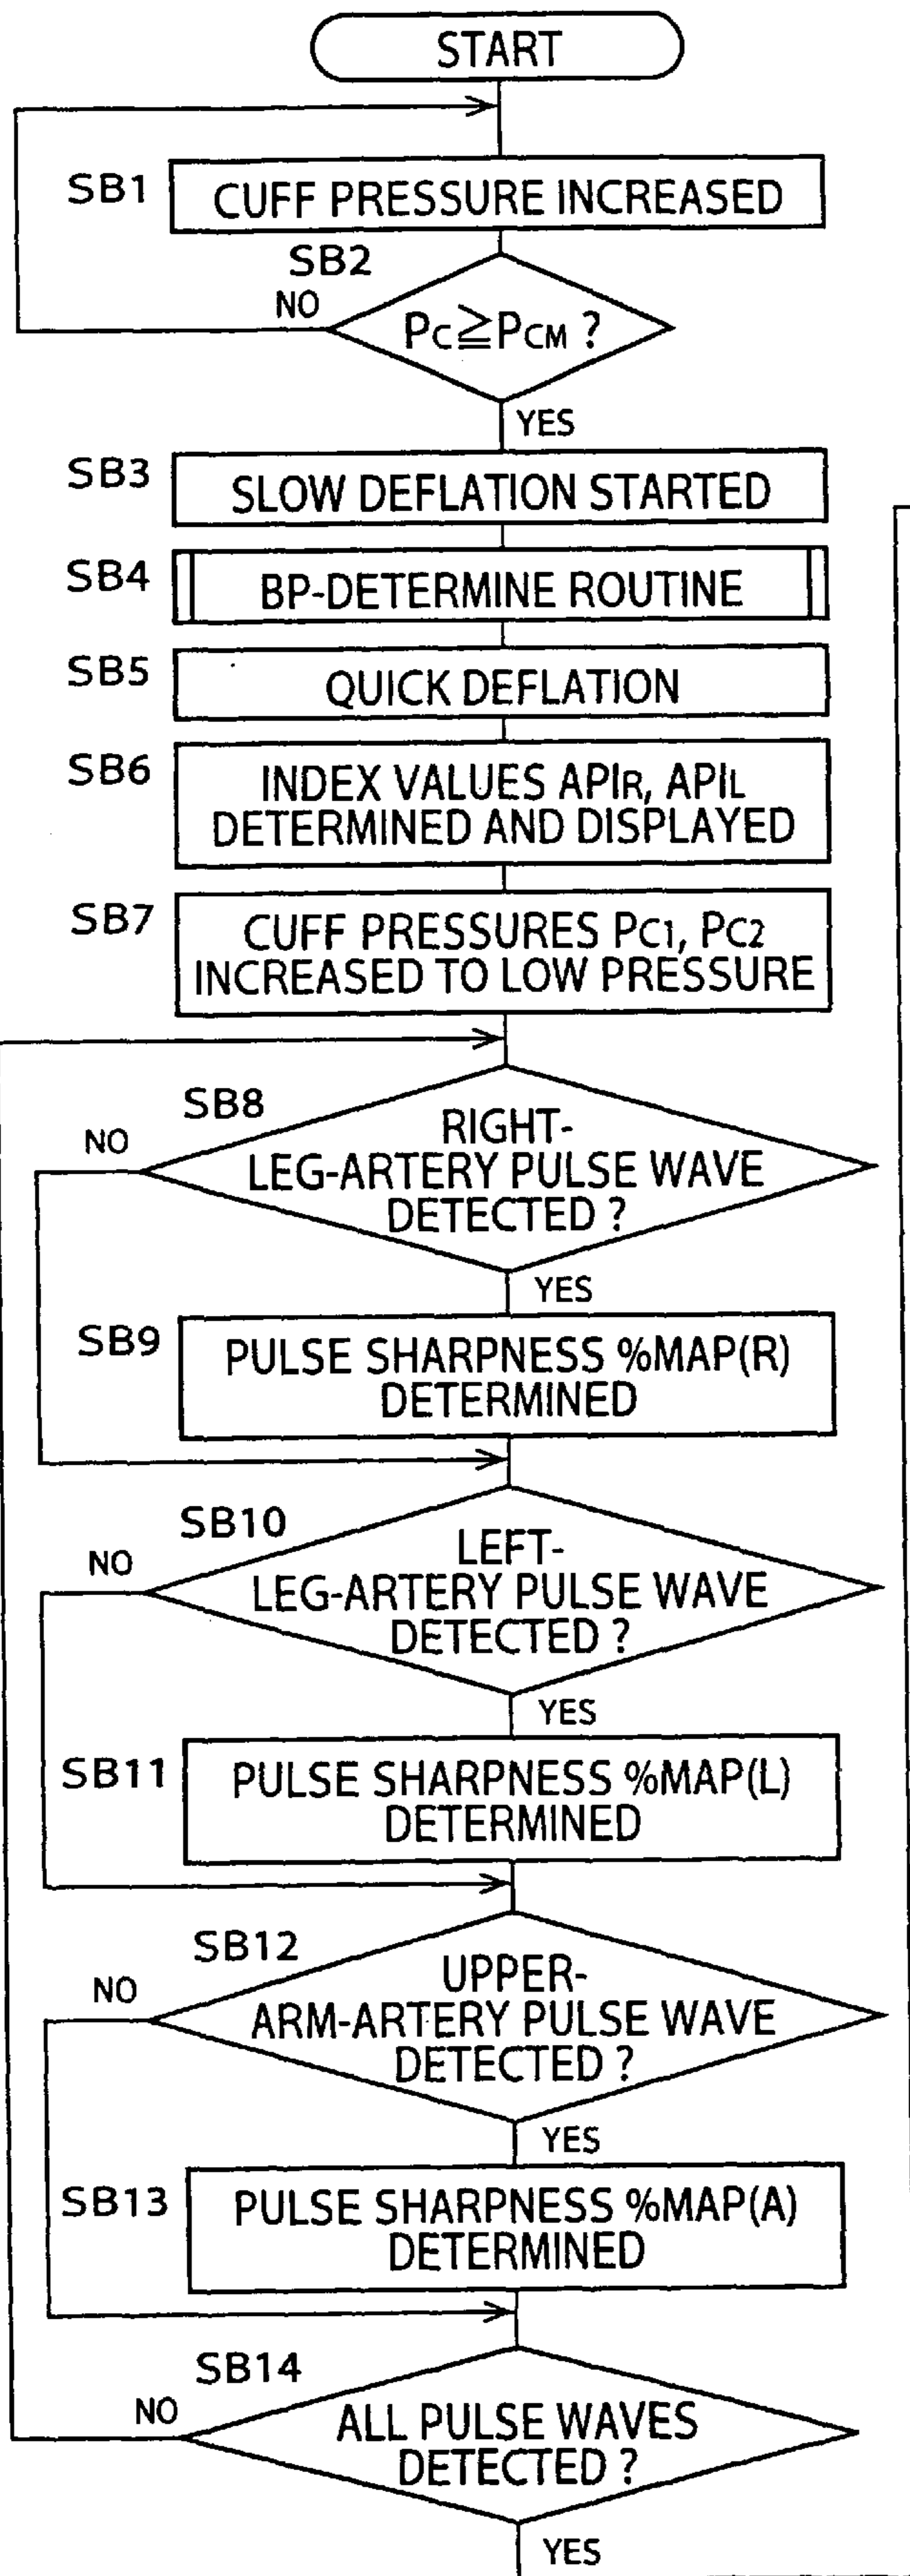 START
SB1
CUFF PRESSURE INCREASED
SB2
NO
PC≧PCM ?
YES
SB3
SLOW DEFLATION STARTED
SB4
BP-DETERMINE ROUTINE
SB5
QUICK DEFLATION
SB6
INDEX VALUES APIR, APIL
DETERMINED AND DISPLAYED
SB7
CUFF PRESSURES PC1, PC2
INCREASED TO LOW PRESSURE
SB8
NO
RIGHT-
LEG-ARTERY PULSE WAVE
DETECTED ?
YES
SB9
PULSE SHARPNESS %MAP(R)
DETERMINED
SB10
NO
LEFT-
LEG-ARTERY PULSE WAVE
DETECTED ?
YES
SB11
PULSE SHARPNESS %MAP(L)
DETERMINED
SB12
NO
UPPER-
ARM-ARTERY PULSE WAVE
DETECTED ?
YES
SB13
PULSE SHARPNESS %MAP(A)
DETERMINED
SB14
NO
ALL PULSE WAVES
DETECTED ?
YES